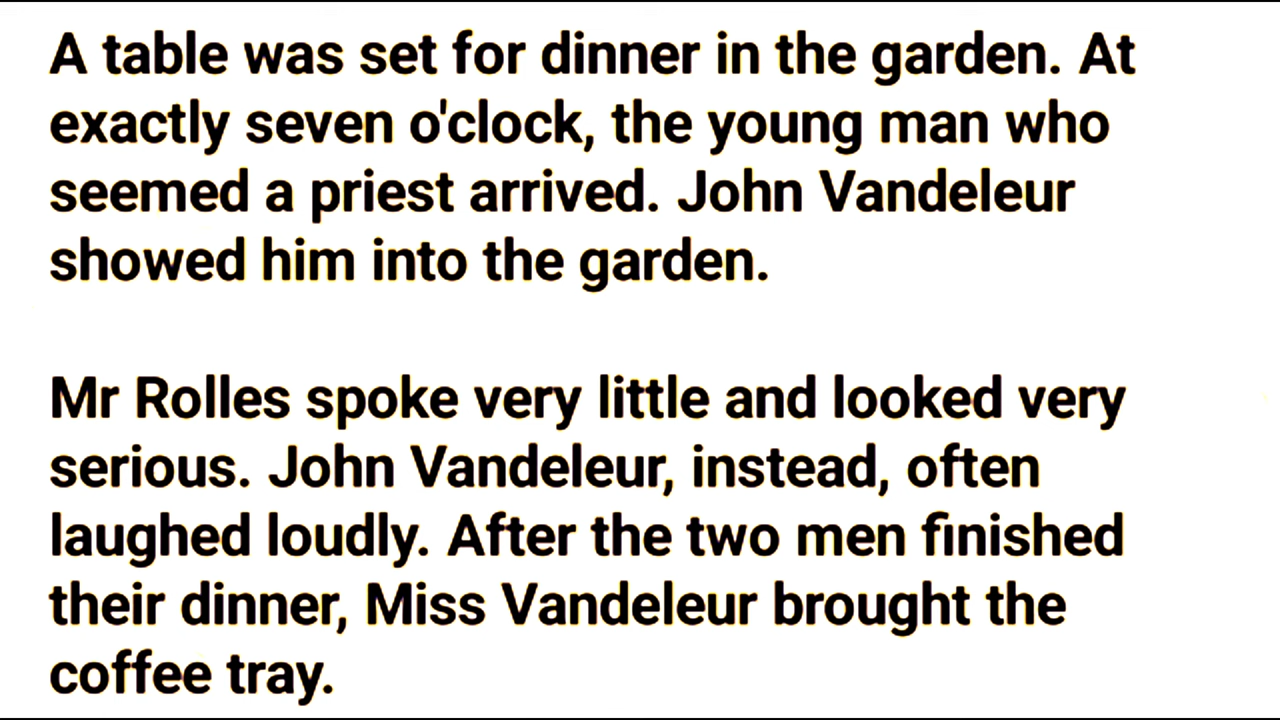 A table was set for dinner in the garden. At
exactly seven o'clock, the young man who
seemed a priest arrived. John Vandeleur
showed him into the garden.
Mr Rolles spoke very little and looked very
serious. John Vandeleur, instead, often
laughed loudly. After the two men finished
their dinner, Miss Vandeleur brought the
coffee tray.